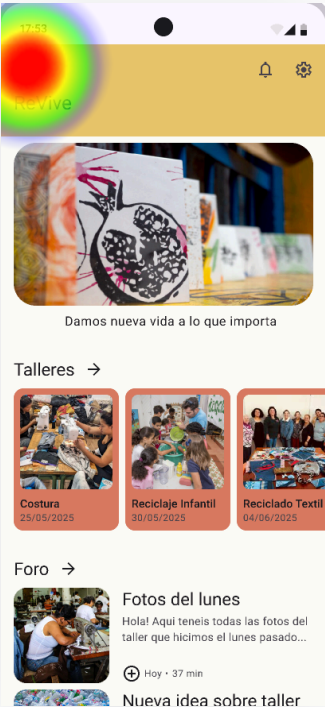 17:53
ReVive
Damos nueva vida a lo que importa
Talleres
Costura
25/05/2025
Reciclaje Infantil
30/05/2025
Reciclado Textil
04/06/2025
Foro
Fotos del lunes
Hola! Aqui teneis todas las fotos del
taller que hicimos el lunes pasado...
Hoy • 37 min
Nueva idea sobre taller